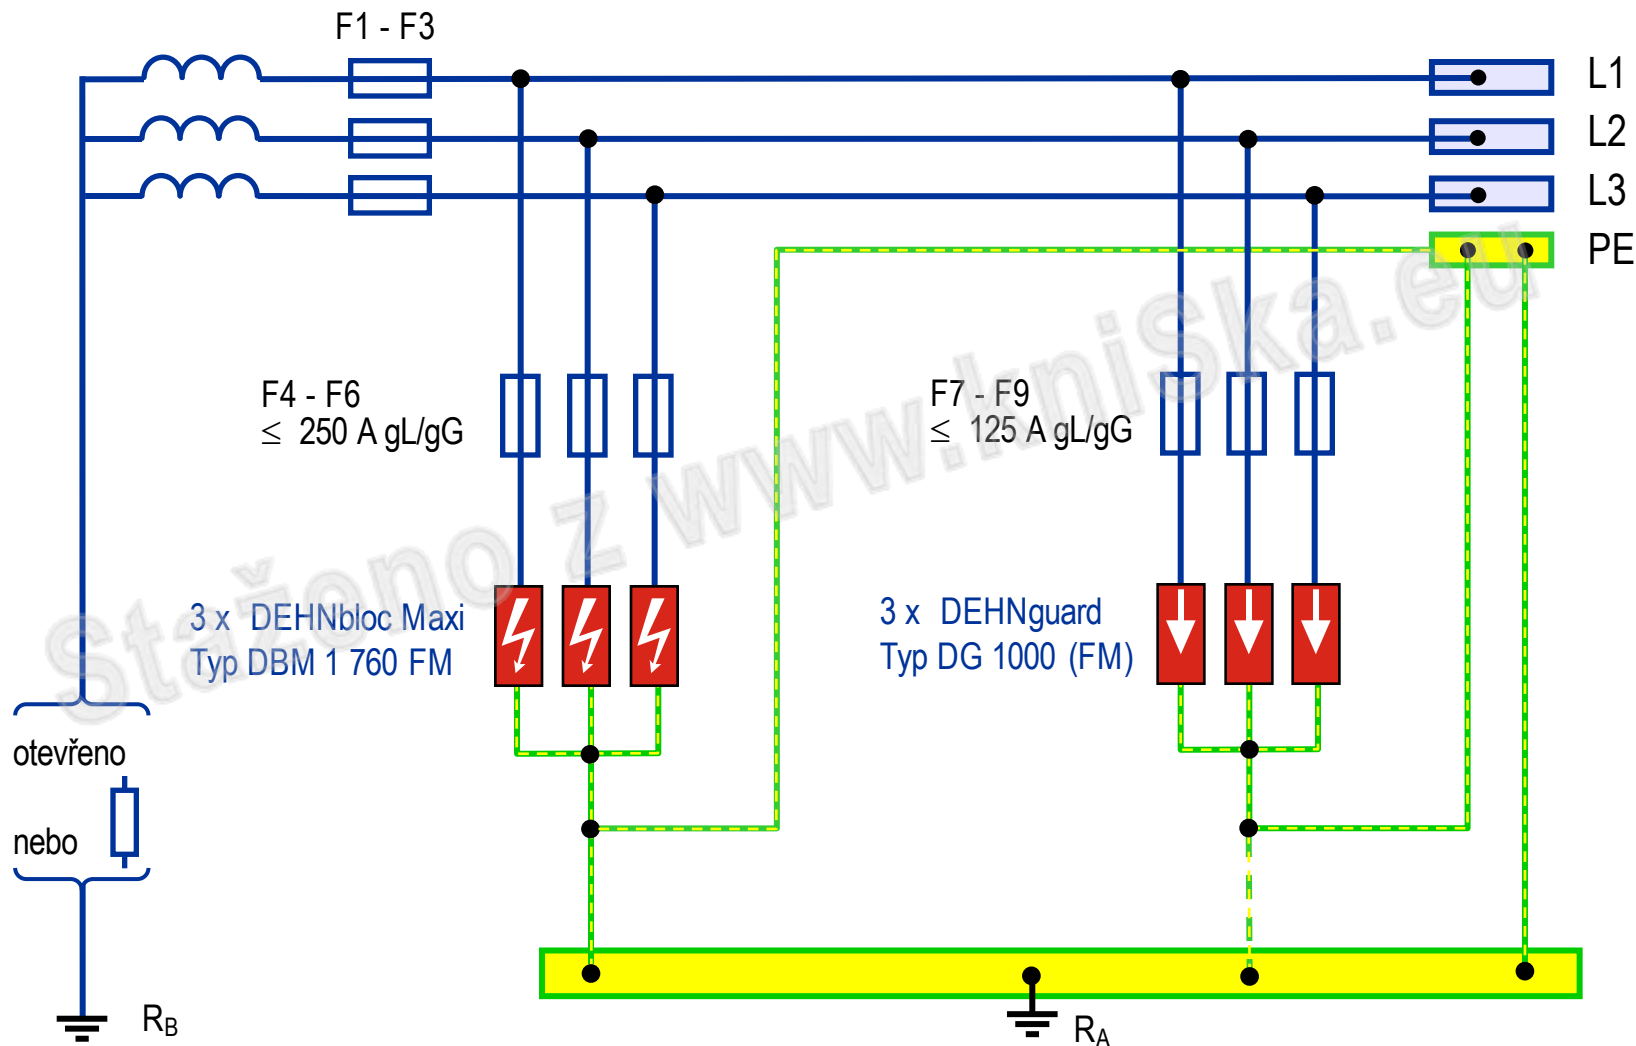 F1 - F3
L1
L2
L3
PE
F4 - F6
≤ 250 A gL/gG
F7 - F9
≤ 125 A gL/gG
3 x DEHNbloc Maxi
Typ DBM 1 760 FM
3 x DEHNguard
Typ DG 1000 (FM)
otevřeno
nebo
RB
RA
Staženo z www.kniSka.eu